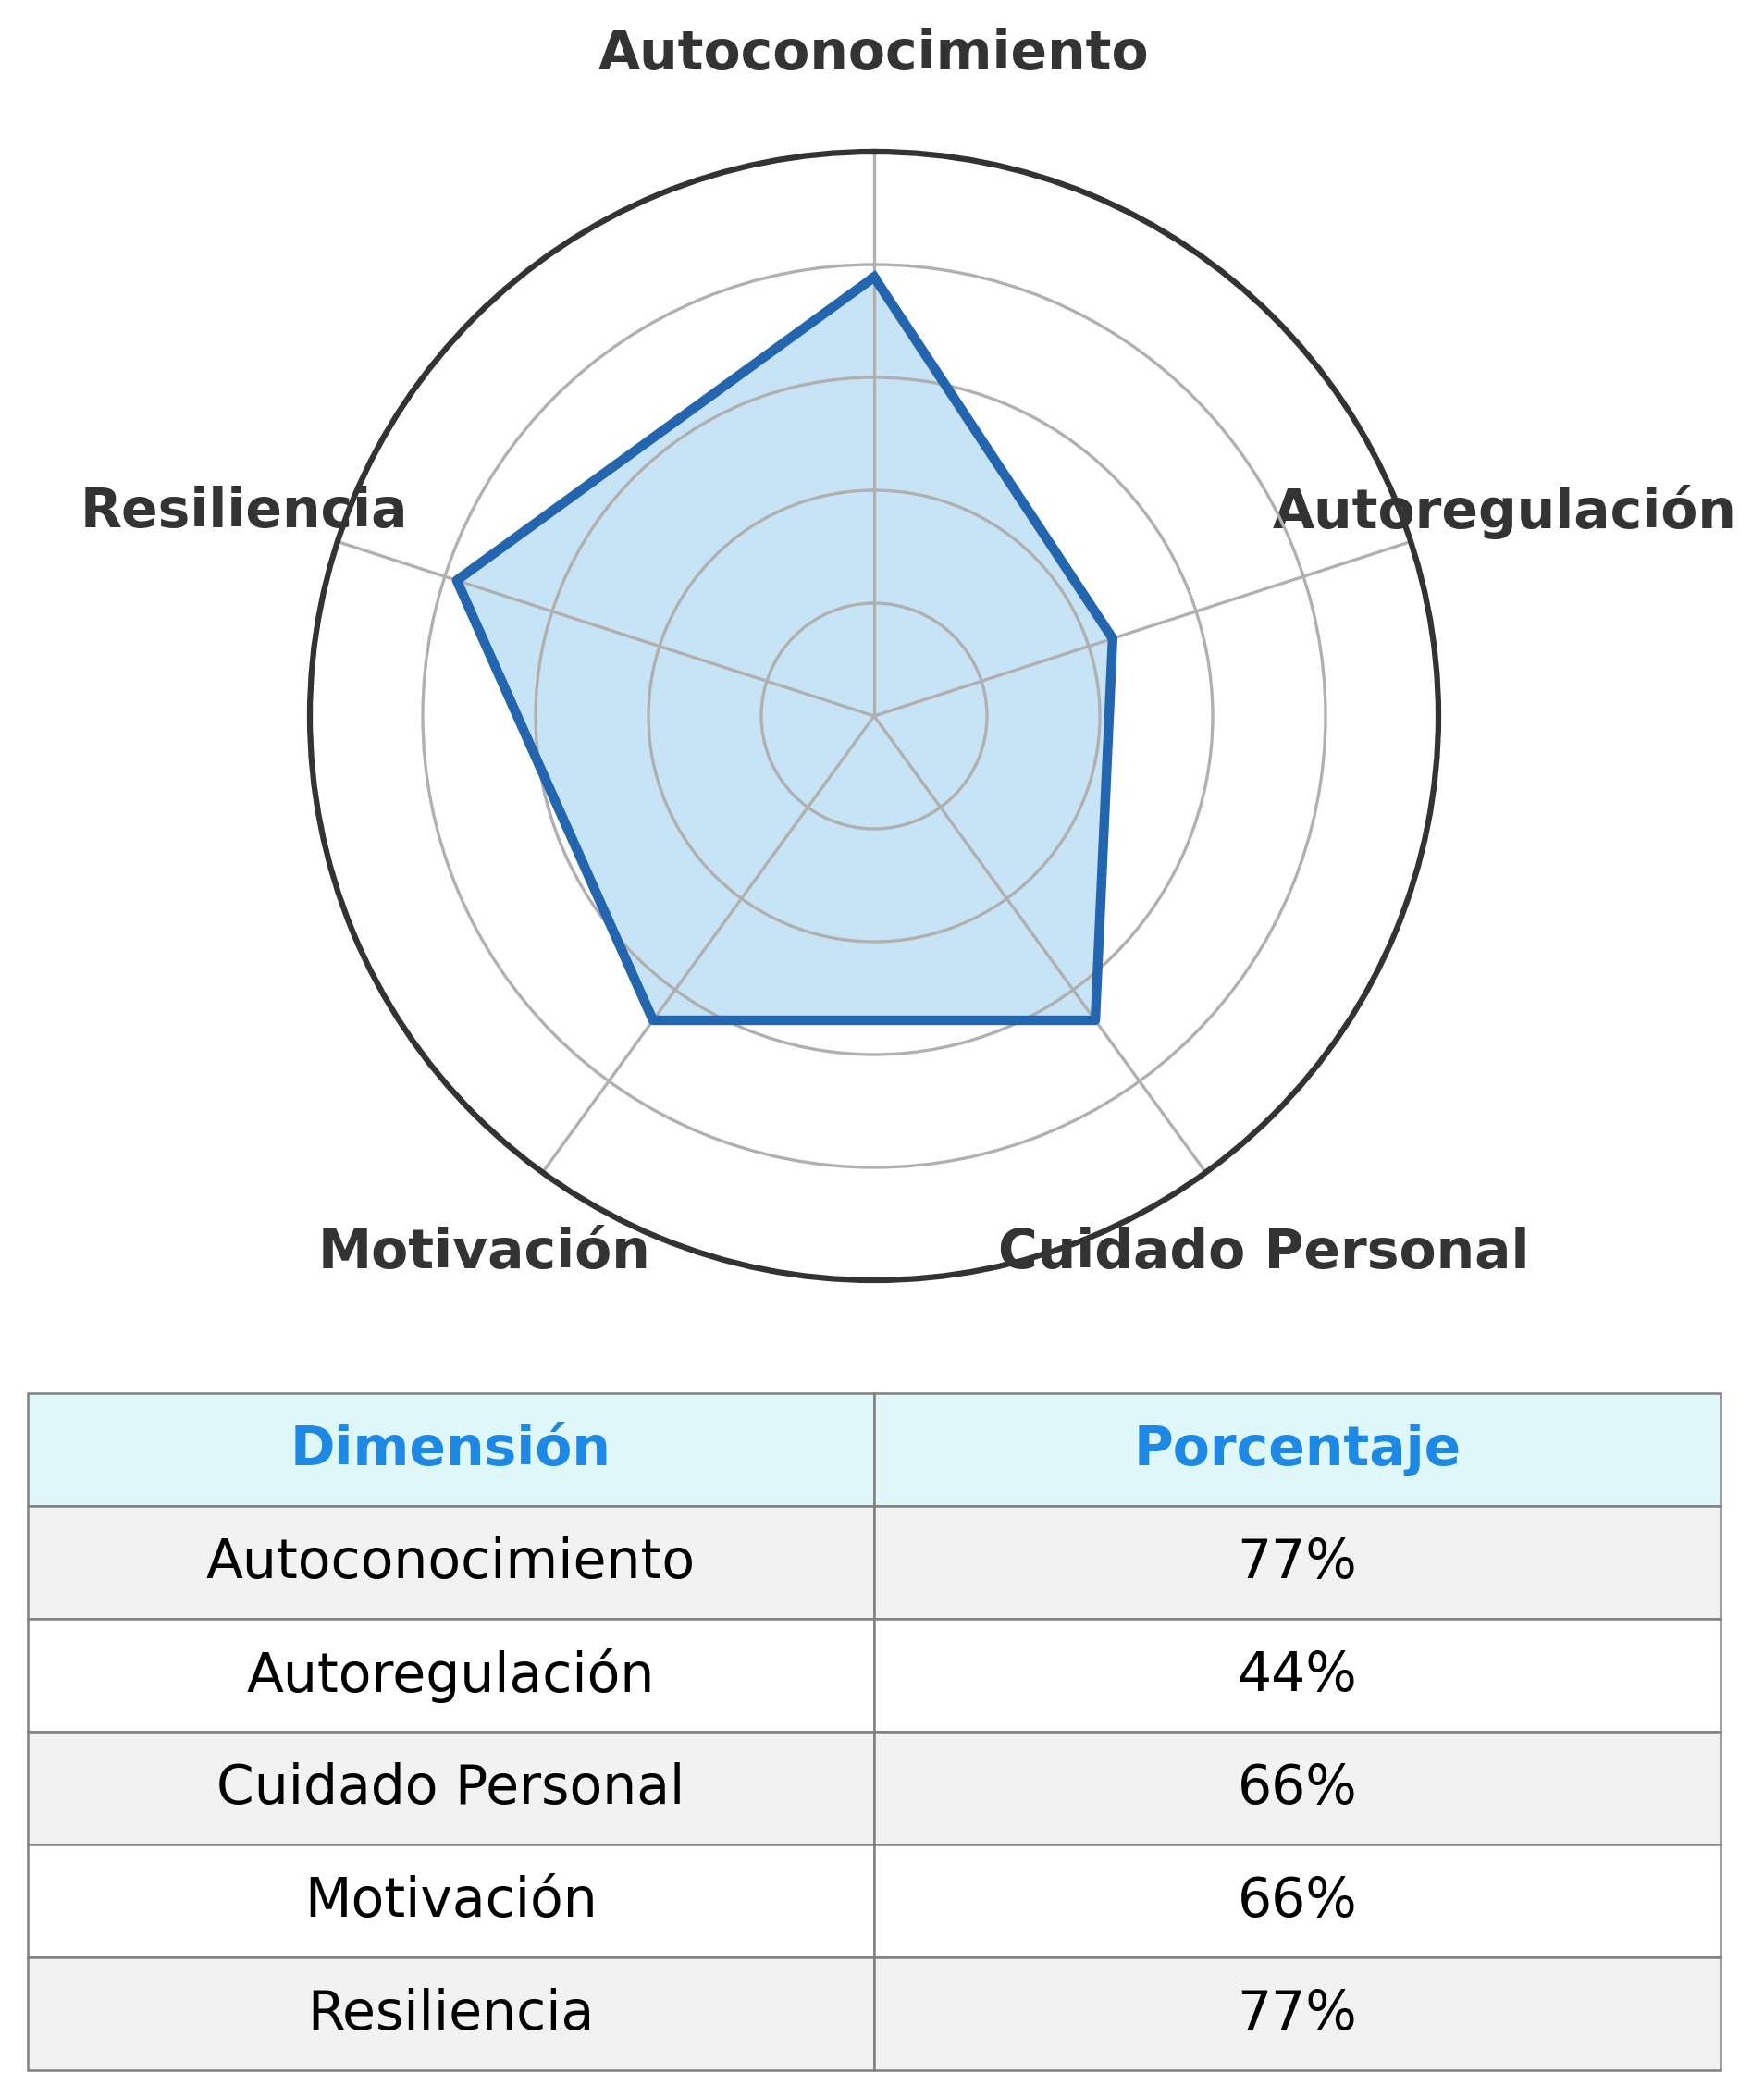 Autoconocimiento
Resiliencia
Autoregulación
Motivación
Cuidado Personal
Dimensión Porcentaje
Autoconocimiento 77%
Autoregulación 44%
Cuidado Personal 66%
Motivación 66%
Resiliencia 77%